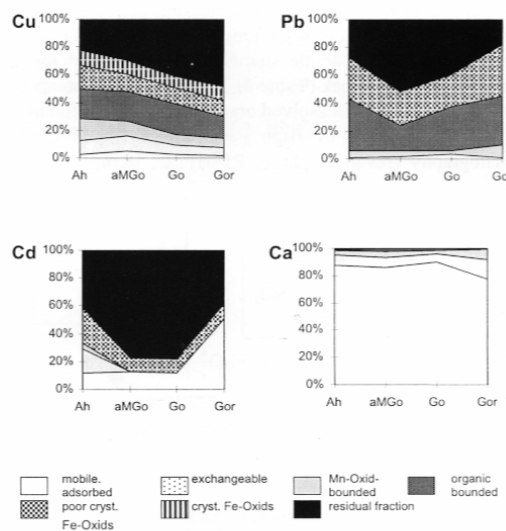 Cu
100%
80%
60%
40%
20%
0%
Ah aMGo Go Gor
Pb
100%
80%
60%
40%
20%
0%
Ah aMGo Go Gor
Cd
100%
80%
60%
40%
20%
0%
Ah aMGo Go Gor
Ca
100%
80%
60%
40%
20%
0%
Ah aMGo Go Gor
mobile.
adsorbed
excheangeable
Mn-Oxid-
bounded
organic
bounded
poor cryst.
Fe-Oxids
cryst. Fe-Oxids
residual fraction